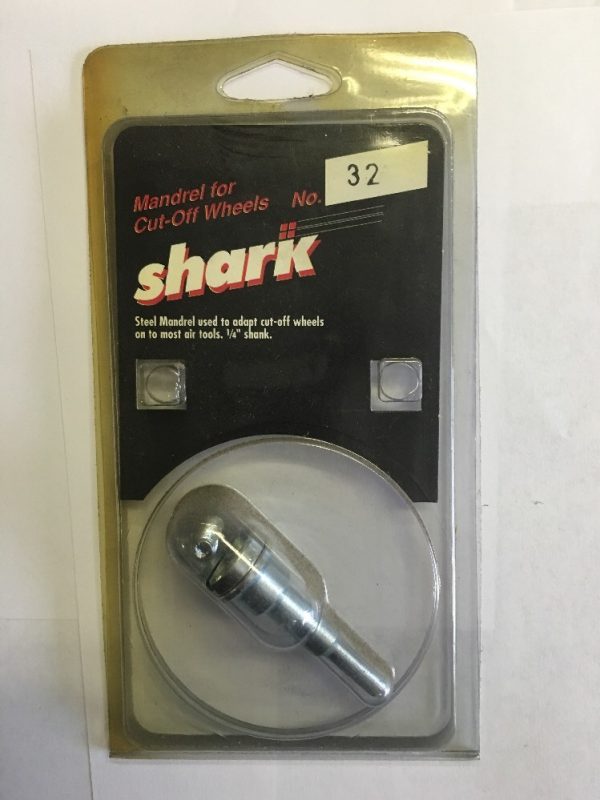 Mandrel for
Cut-Off Wheels No. 32
shark
Steel Mandrel used to adapt cut-off wheels
on to most air tools. 1/4" shank.